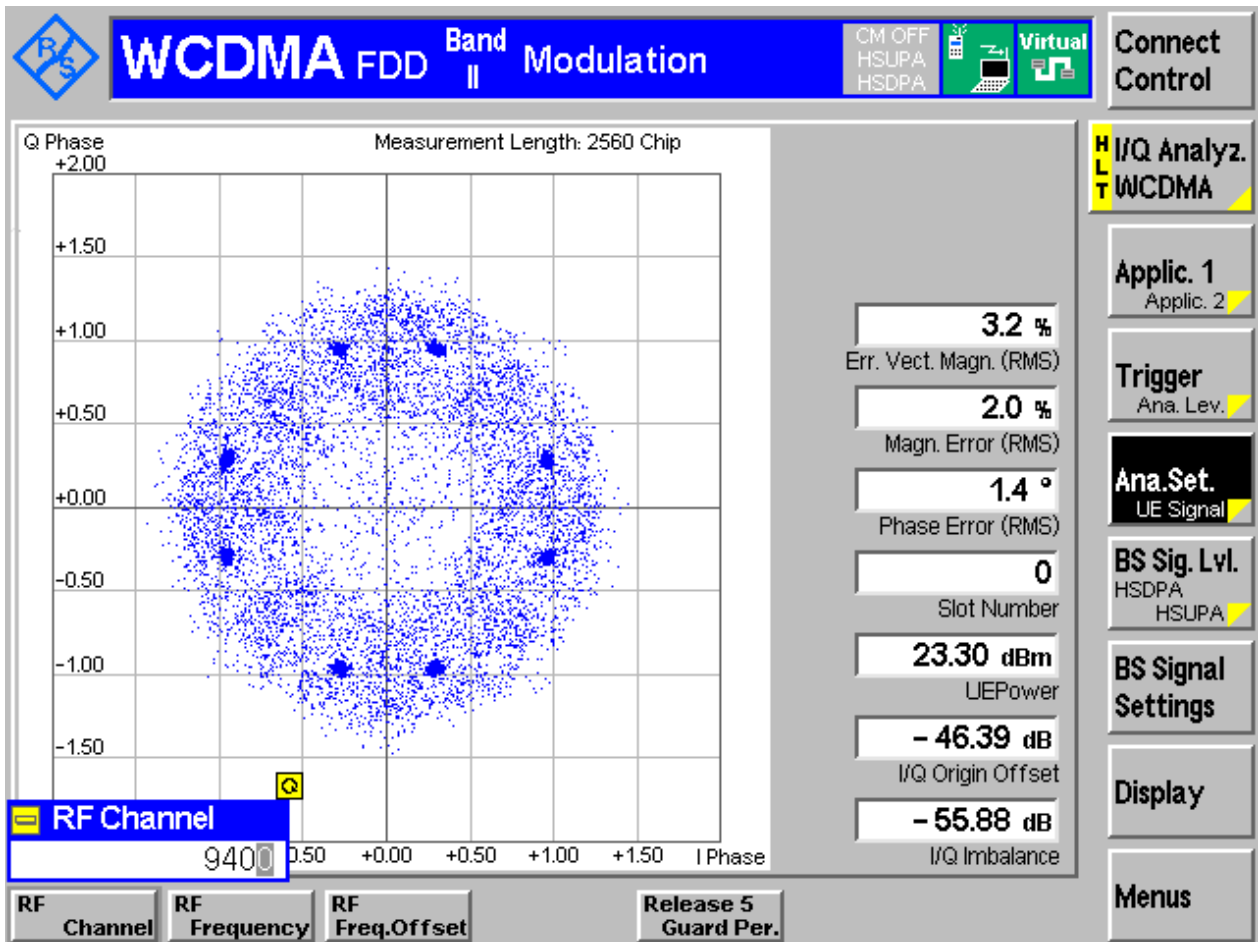 R&S
WCDMA FDD Band II Modulation
CM OFF
HSUPA
HSDPA
Virtual
Connect
Control
Q Phase
Measurement Length: 2560 Chip
+2.00
+1.50
+1.00
+0.50
+0.00
-0.50
-1.00
-1.50
Q
RF Channel
9400
0.50 +0.00 +0.50 +1.00 +1.50 I Phase
3.2 %
Err. Vect. Magn. (RMS)
2.0 %
Magn. Error (RMS)
1.4 °
Phase Error (RMS)
0
Slot Number
23.30 dBm
UEPower
- 46.39 dB
I/Q Origin Offset
- 55.88 dB
I/Q Imbalance
HLT
I/Q Analyz.
WCDMA
Applic. 1
Applic. 2
Trigger
Ana. Lev.
Ana.Set.
UE Signal
BS Sig. Lvl.
HSDPA
HSUPA
BS Signal
Settings
Display
Menus
RF
Channel
RF
Frequency
RF
Freq.Offset
Release 5
Guard Per.